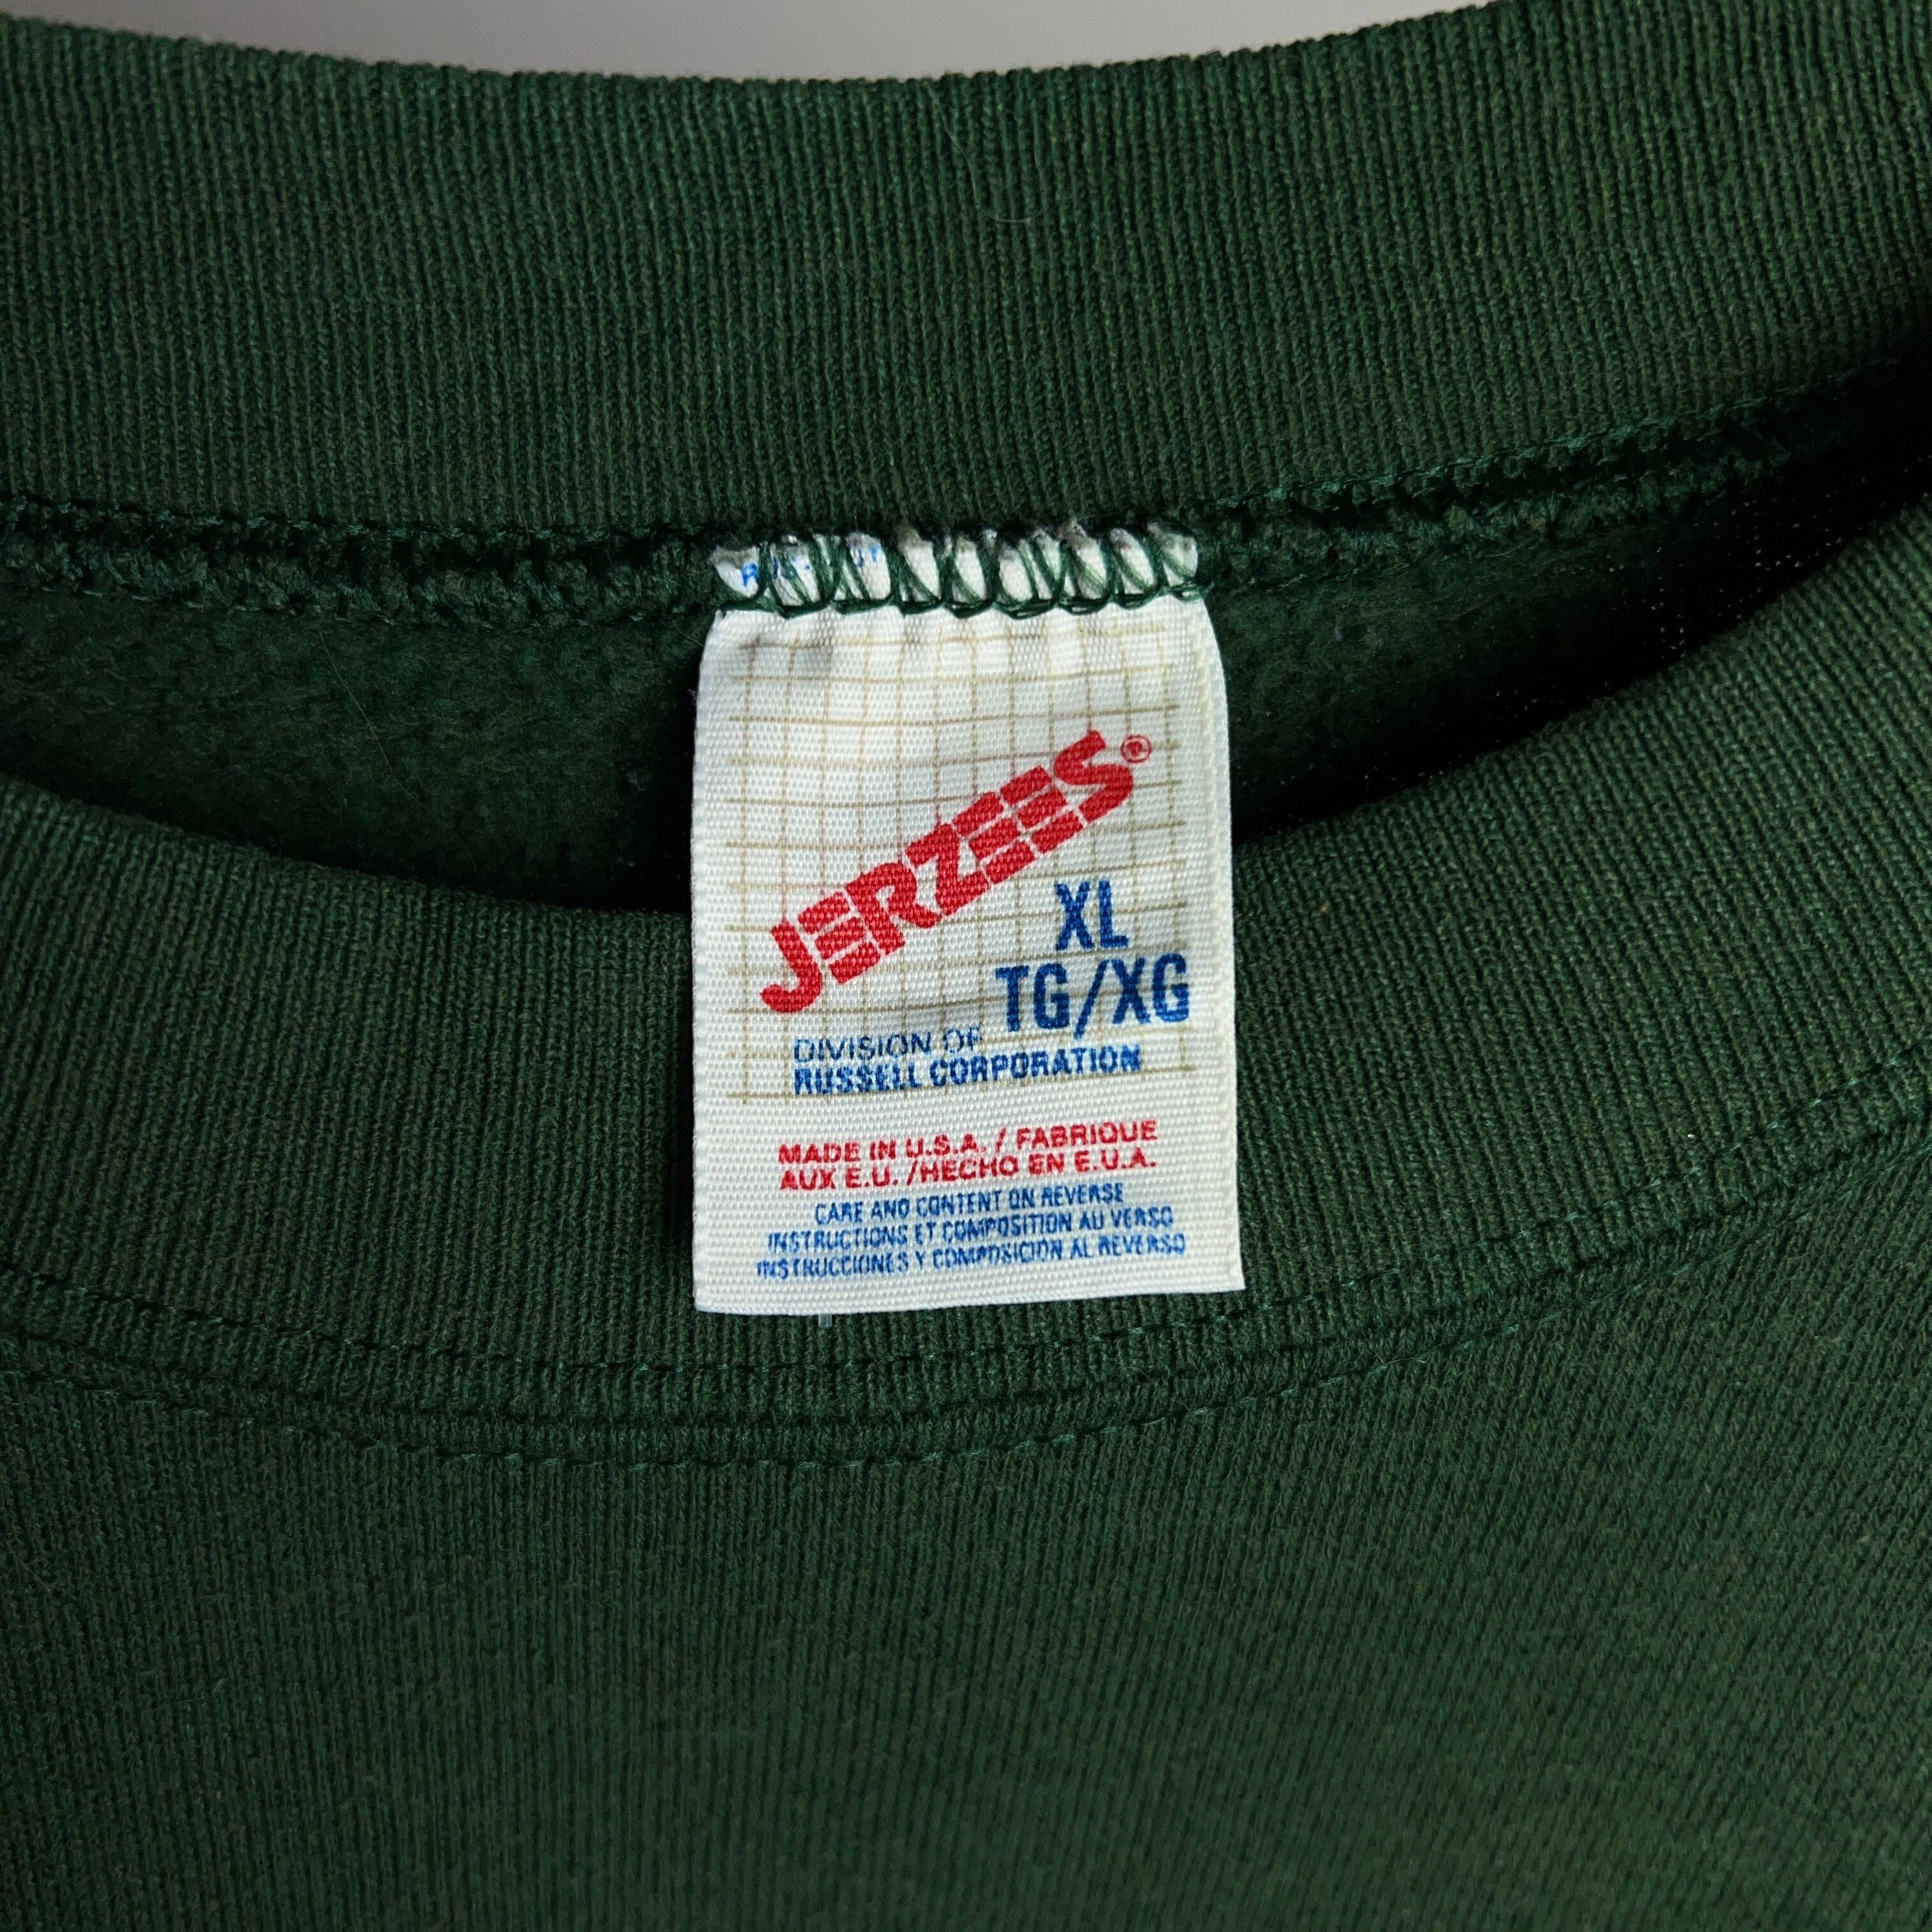 JERZEES®
XL
TG/XG
DIVISION OF
RUSSELL CORPORATION
MADE IN U.S.A. / FABRIQUE
AUX E.U. /HECHO EN E.U.A.
CARE AND CONTENT ON REVERSE
INSTRUCTIONS ET COMPOSITION AU VERSO
INSTRUCCIONES Y COMPOSICION AL REVERSO